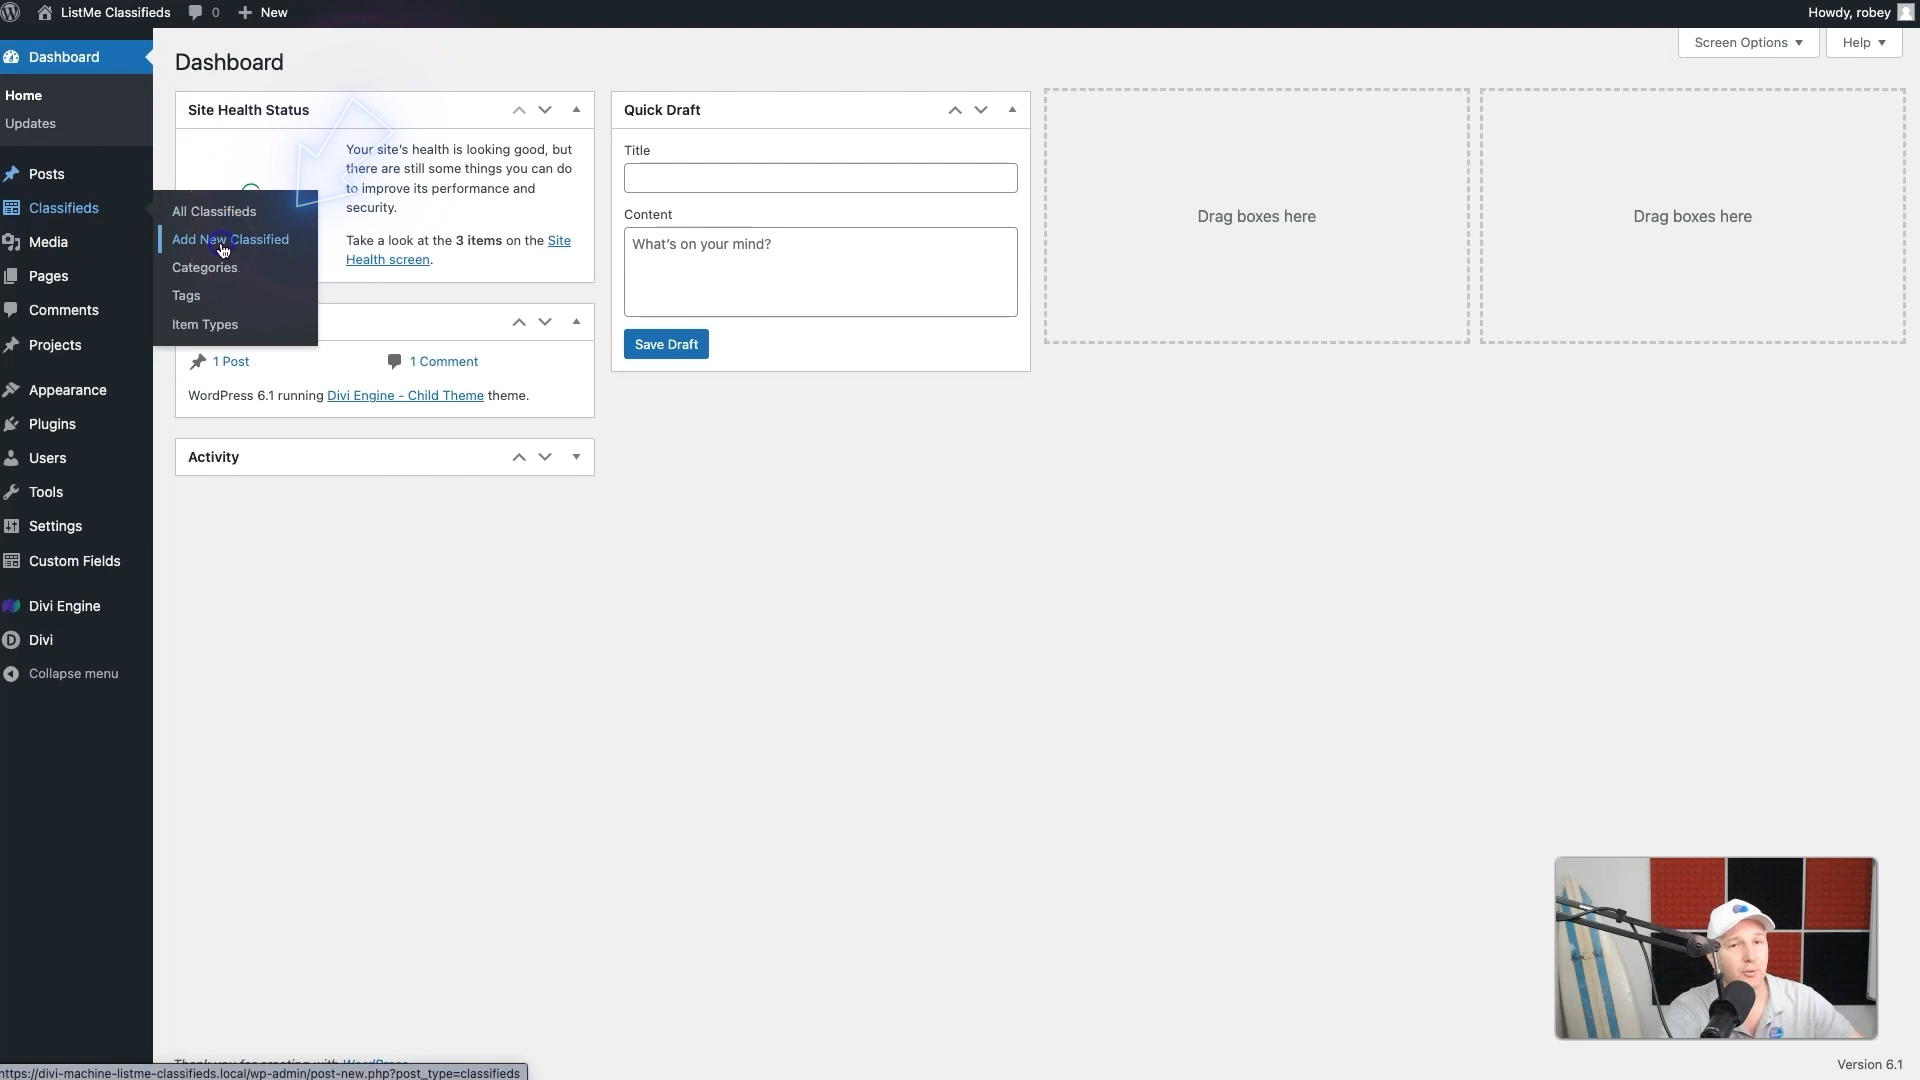 ListMe Classifieds
0
New
Howdy, robey
Screen Options
Help
Dashboard
Home
Updates
Posts
Classifieds
Media
Pages
Comments
Projects
Appearance
Plugins
Users
Tools
Settings
Custom Fields
Divi Engine
Divi
Collapse menu
All Classifieds
Add New Classified
Categories
Tags
Item Types
Dashboard
Site Health Status
Your site's health is looking good, but
there are still some things you can do
to improve its performance and
security.
Take a look at the 3 items on the Site
Health screen.
1 Post
1 Comment
WordPress 6.1 running Divi Engine - Child Theme theme.
Activity
Quick Draft
Title
Content
What's on your mind?
Save Draft
Drag boxes here
Drag boxes here
Thank you for creating with WordPress
https://divi-machine-listme-classifieds.local/wp-admin/post-new.php?post_type=classifieds
Version 6.1